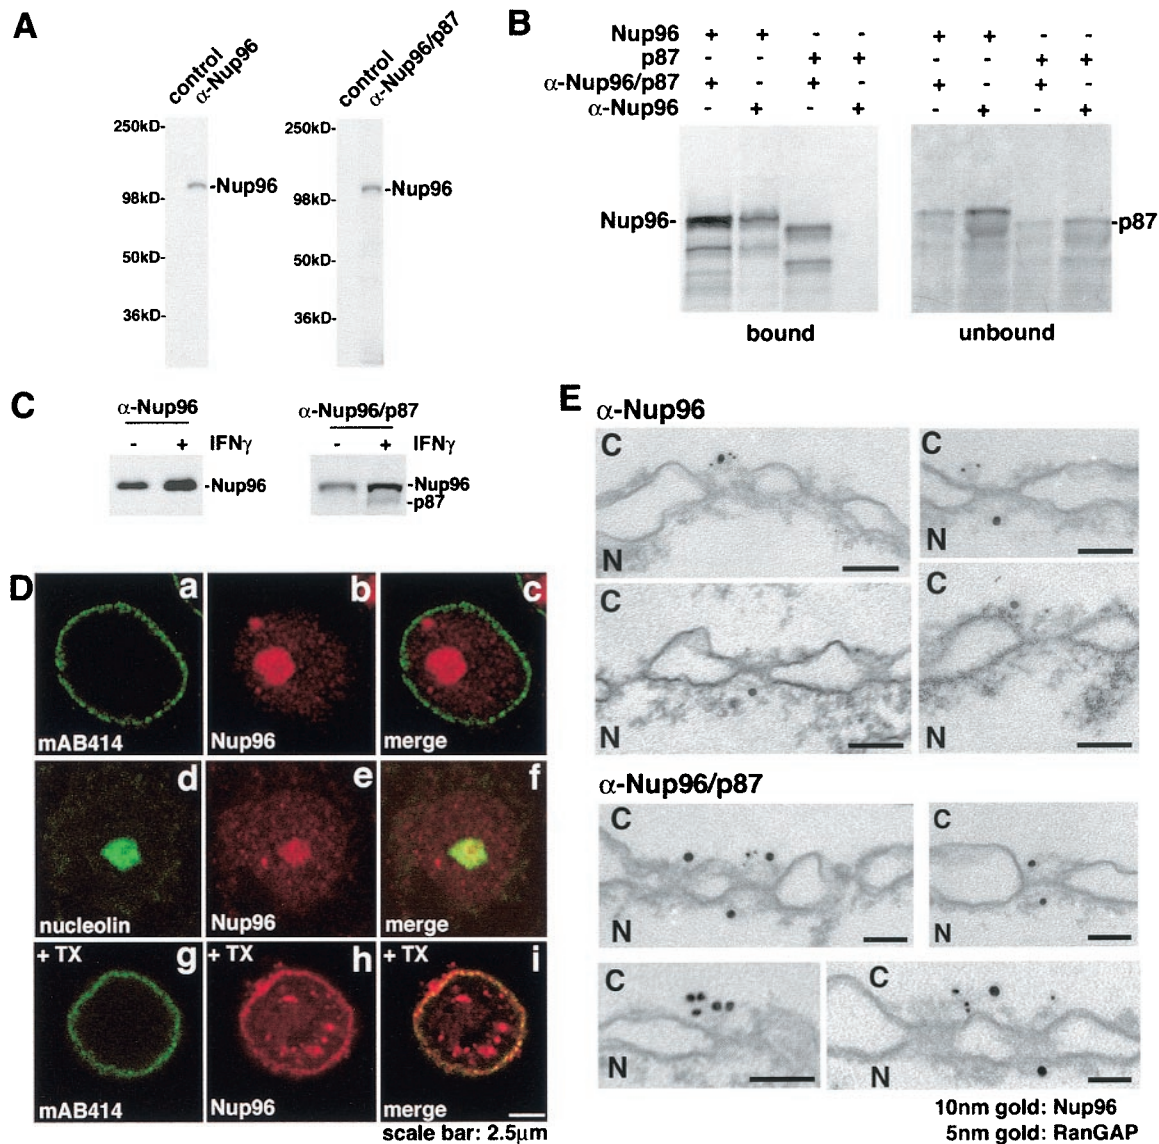 A
control
α-Nup96
250kD-
98kD-
50kD-
36kD-
-Nup96
control
α-Nup96/p87
250kD-
98kD-
50kD-
36kD-
-Nup96
B
Nup96 + + - - + + - -
p87 - - + + - - + +
α-Nup96/p87 + - + - + - + -
α-Nup96 - + - + - + - +
Nup96-
-p87
bound
unbound
C
α-Nup96
- + IFNγ
-Nup96
α-Nup96/p87
- + IFNγ
-Nup96
-p87
D
a
mAB414
b
Nup96
c
merge
d
nucleolin
e
Nup96
f
merge
+ TX
g
mAB414
+ TX
h
Nup96
+ TX
i
merge
scale bar: 2.5μm
E
α-Nup96
C
N
C
N
C
N
C
N
α-Nup96/p87
C
N
C
N
C
N
C
N
10nm gold: Nup96
5nm gold: RanGAP